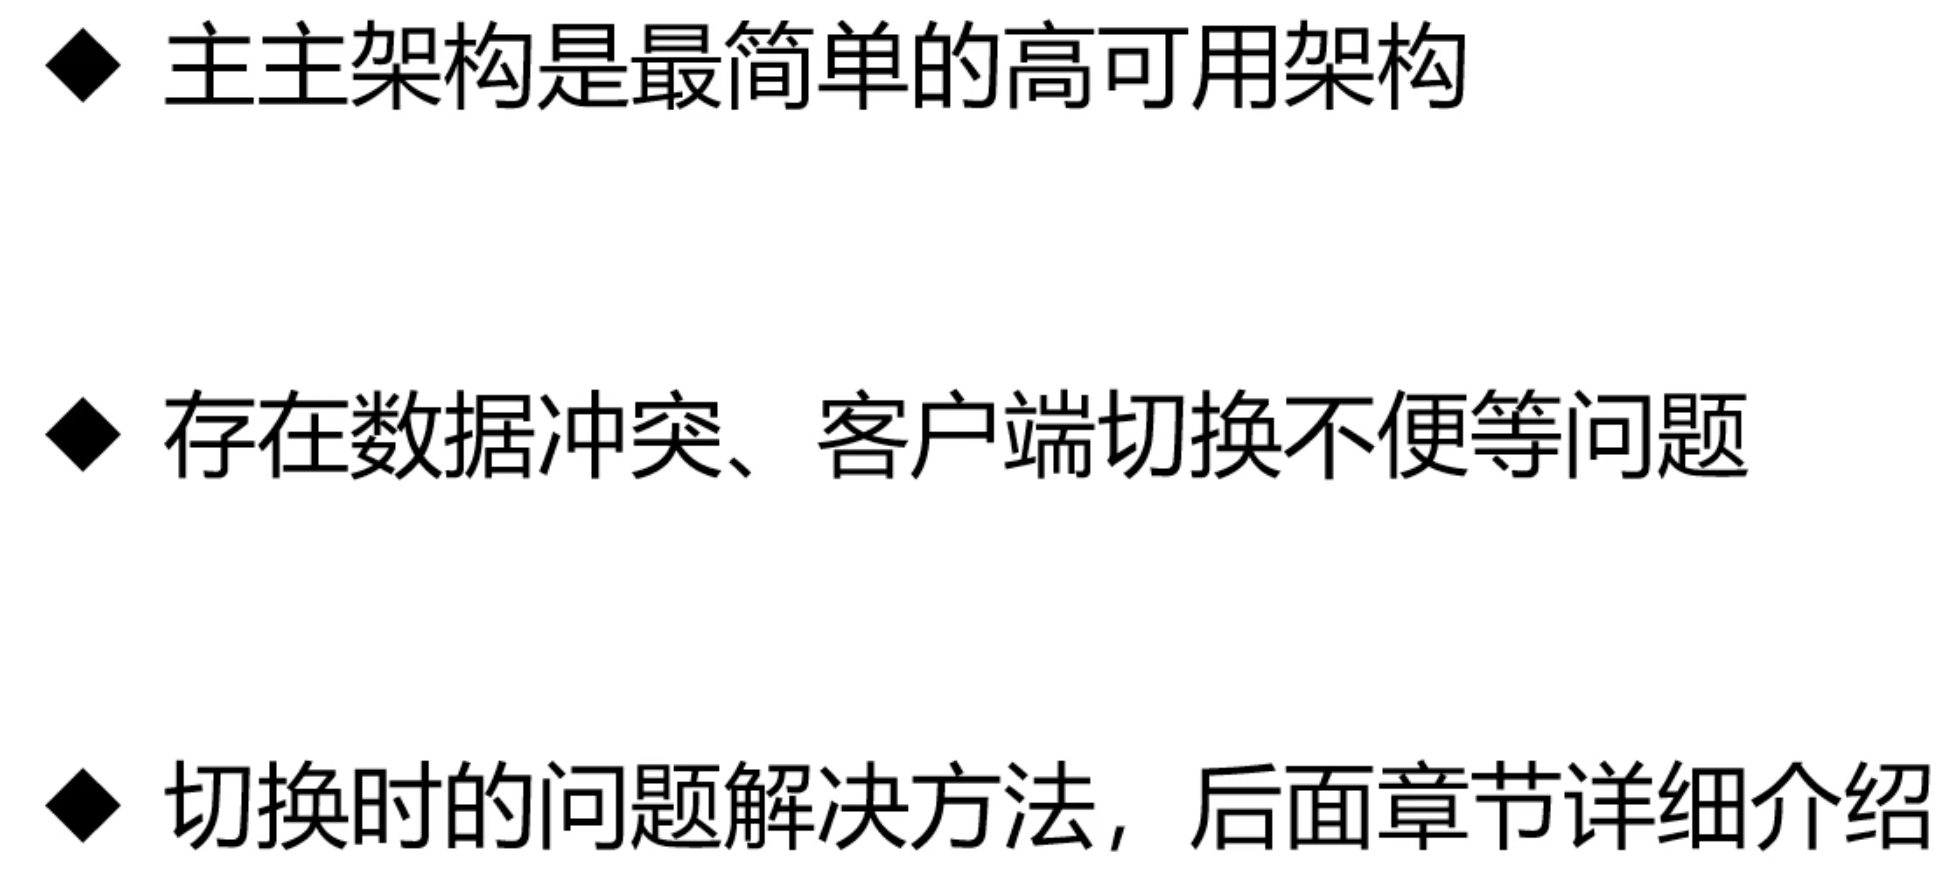 ◆ 主主架构是最简单的高可用架构
◆ 存在数据冲突、客户端切换不便等问题
◆ 切换时的问题解决方法，后面章节详细介绍